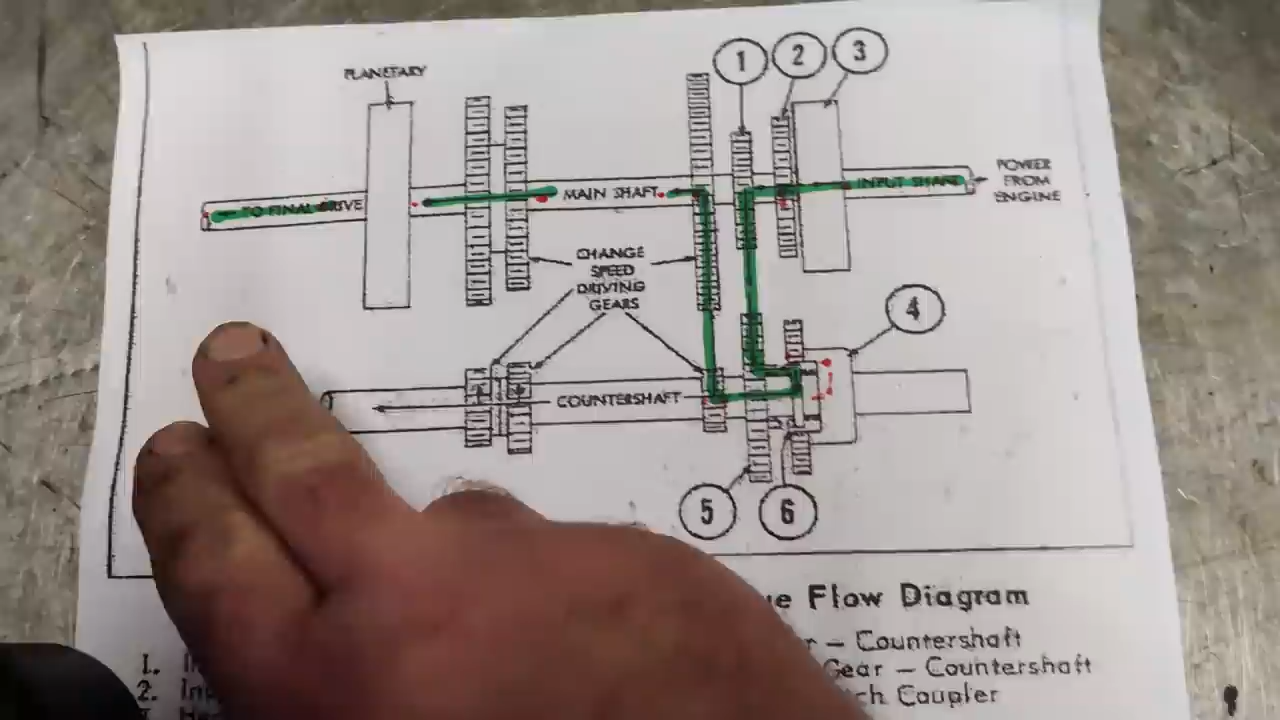 PLANETARY
1 2 3
POWER
FROM
ENGINE
TO FINAL DRIVE
MAIN SHAFT
INPUT SHAFT
CHANGE
SPEED
DRIVING
GEARS
4
COUNTERSHAFT
5 6
Flow Diagram
– Countershaft
1.
Gear – Countershaft
2.
Coupler